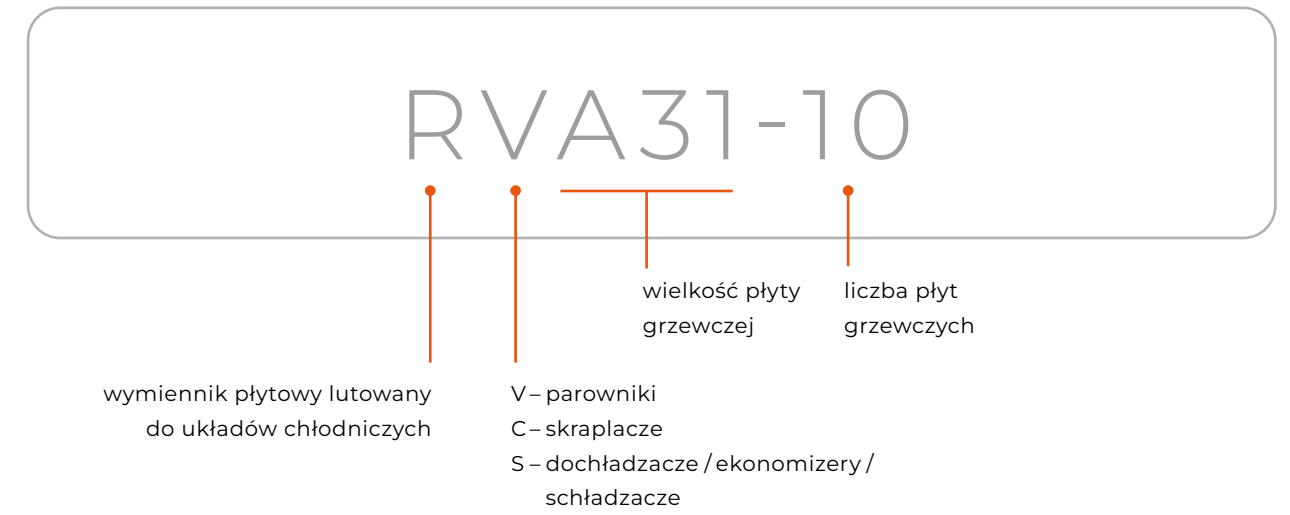 RVA31-10
wielkość płyty
grzewczej
liczba płyt
grzewczych
wymiennik płytowy lutowany
do układów chłodniczych
V – parowniki
C – skraplacze
S – dochładzacze / ekonomizery /
schładzacze